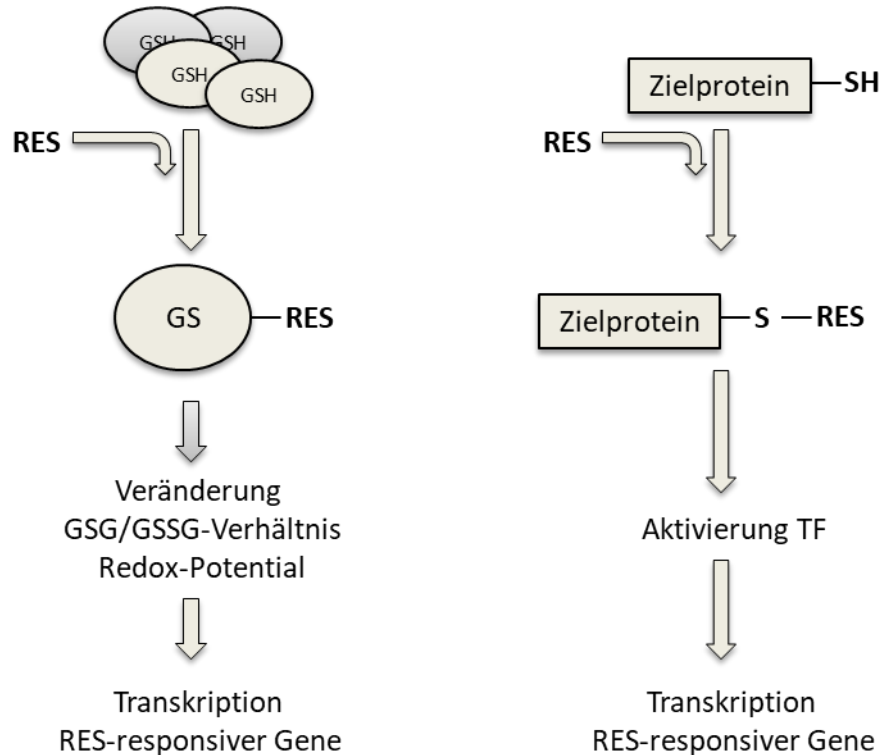 GSH
GSH
GSH
GSH
RES
GS
RES
Veränderung
GSG/GSSG-Verhältnis
Redox-Potential
Transkription
RES-responsiver Gene
Zielprotein SH
RES
Zielprotein S RES
Aktivierung TF
Transkription
RES-responsiver Gene